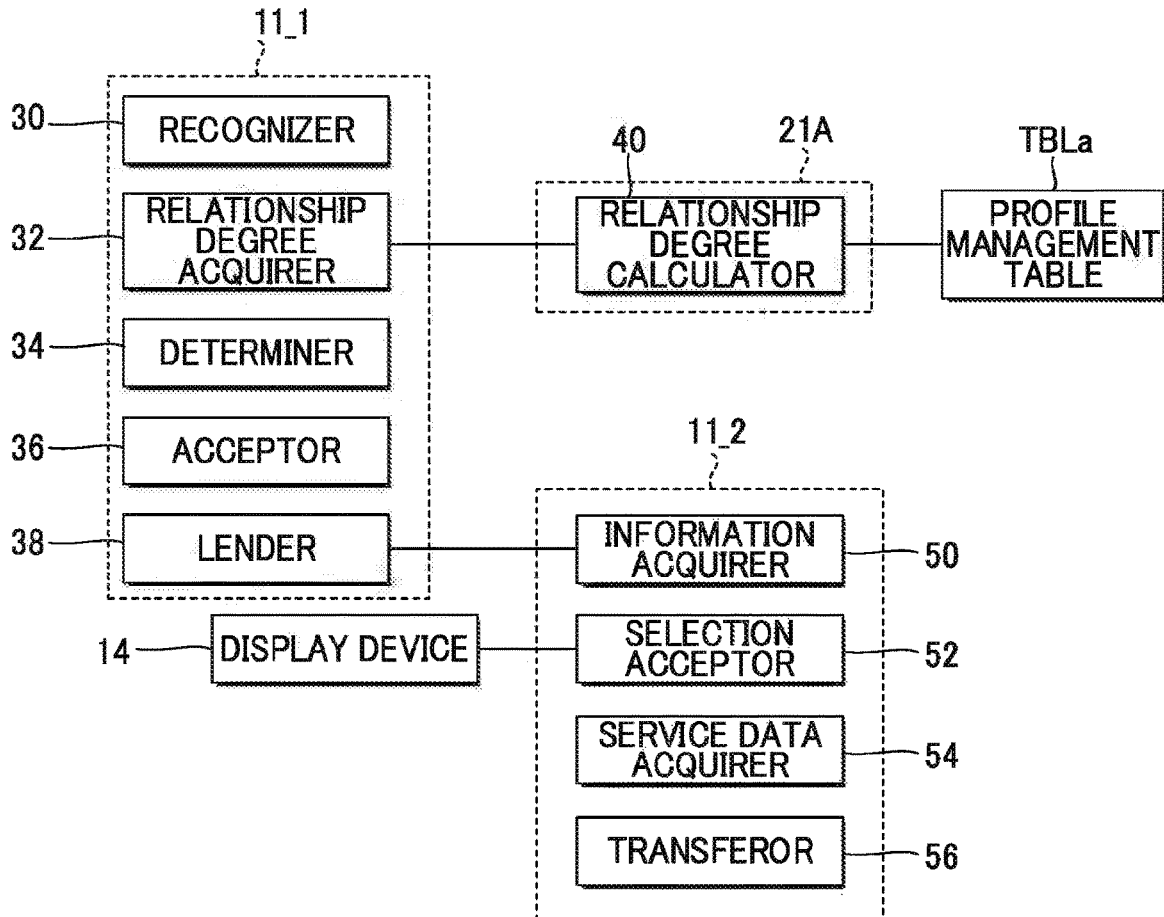 11_1
30
RECOGNIZER
32
RELATIONSHIP
DEGREE
ACQUIRER
34
DETERMINER
36
ACCEPTOR
38
LENDER
14
DISPLAY DEVICE
21A
40
RELATIONSHIP
DEGREE
CALCULATOR
TBLa
PROFILE
MANAGEMENT
TABLE
11_2
INFORMATION
ACQUIRER
50
SELECTION
ACCEPTOR
52
SERVICE DATA
ACQUIRER
54
TRANSFEROR
56